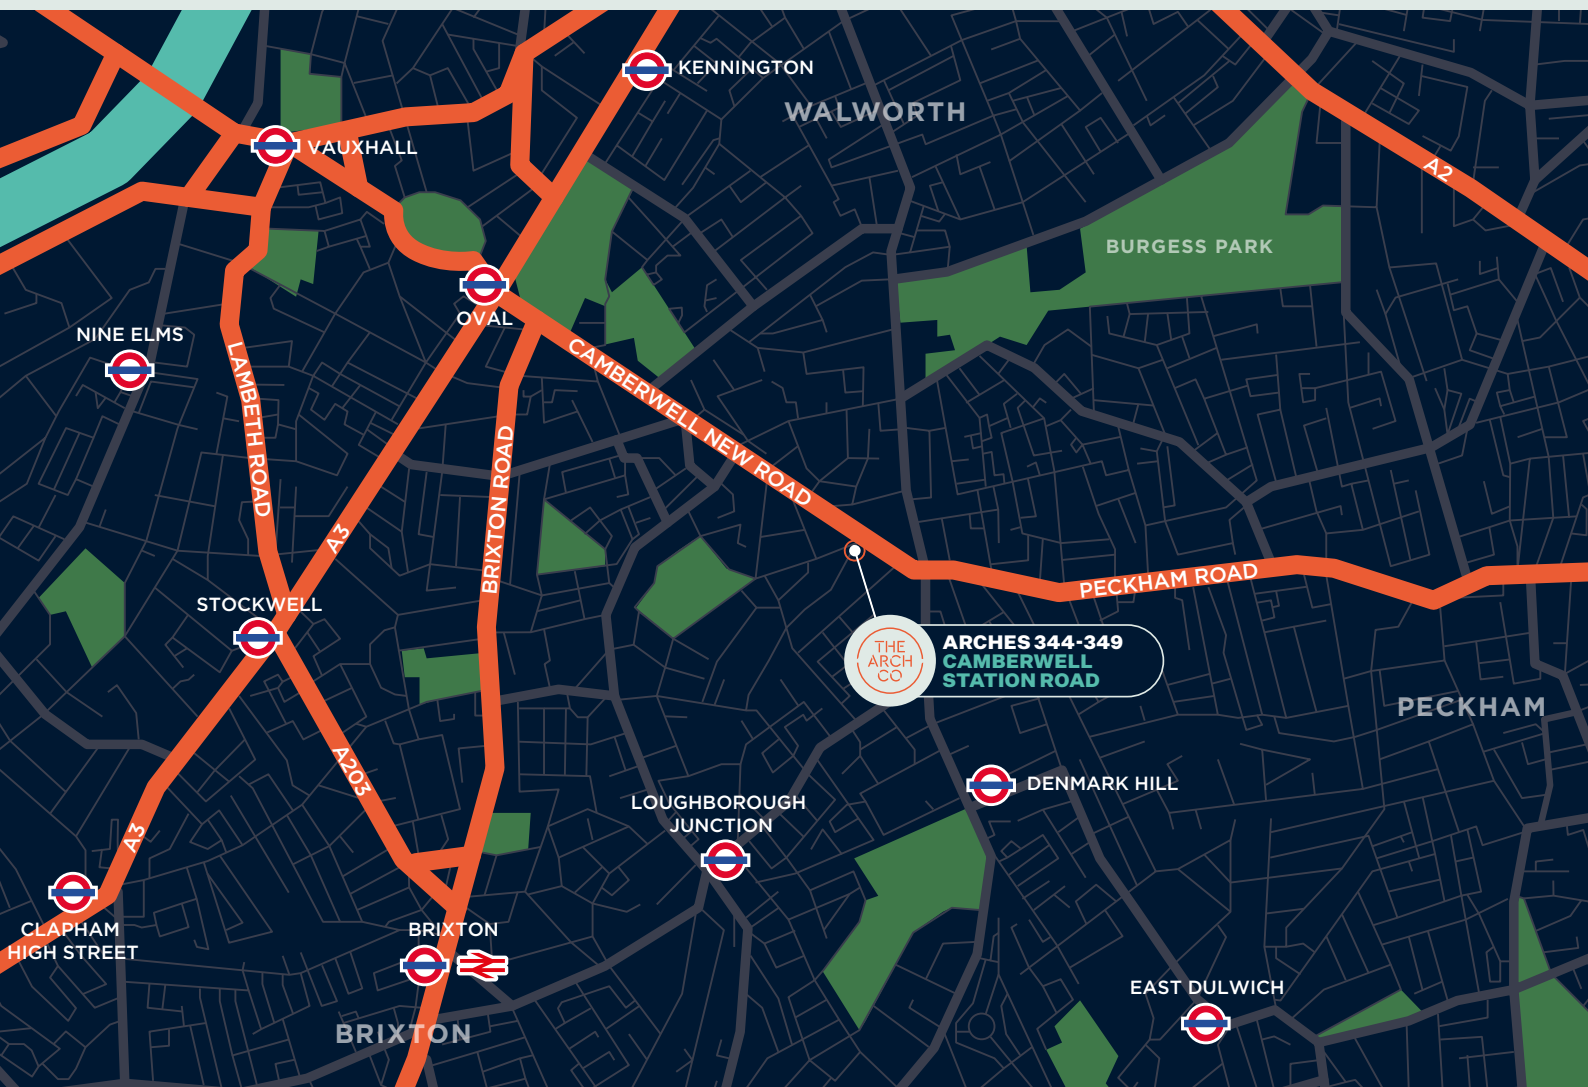 KENNINGTON
WALWORTH
VAUXHALL
A2
BURGESS PARK
OVAL
NINE ELMS
LAMBETH ROAD
CAMBERWELL NEW ROAD
BRIXTON ROAD
A3
PECKHAM ROAD
STOCKWELL
THE
ARCH
CO
ARCHES 344-349
CAMBERWELL
STATION ROAD
PECKHAM
A203
DENMARK HILL
LOUGHBOROUGH
JUNCTION
A3
CLAPHAM
HIGH STREET
BRIXTON
EAST DULWICH
BRIXTON